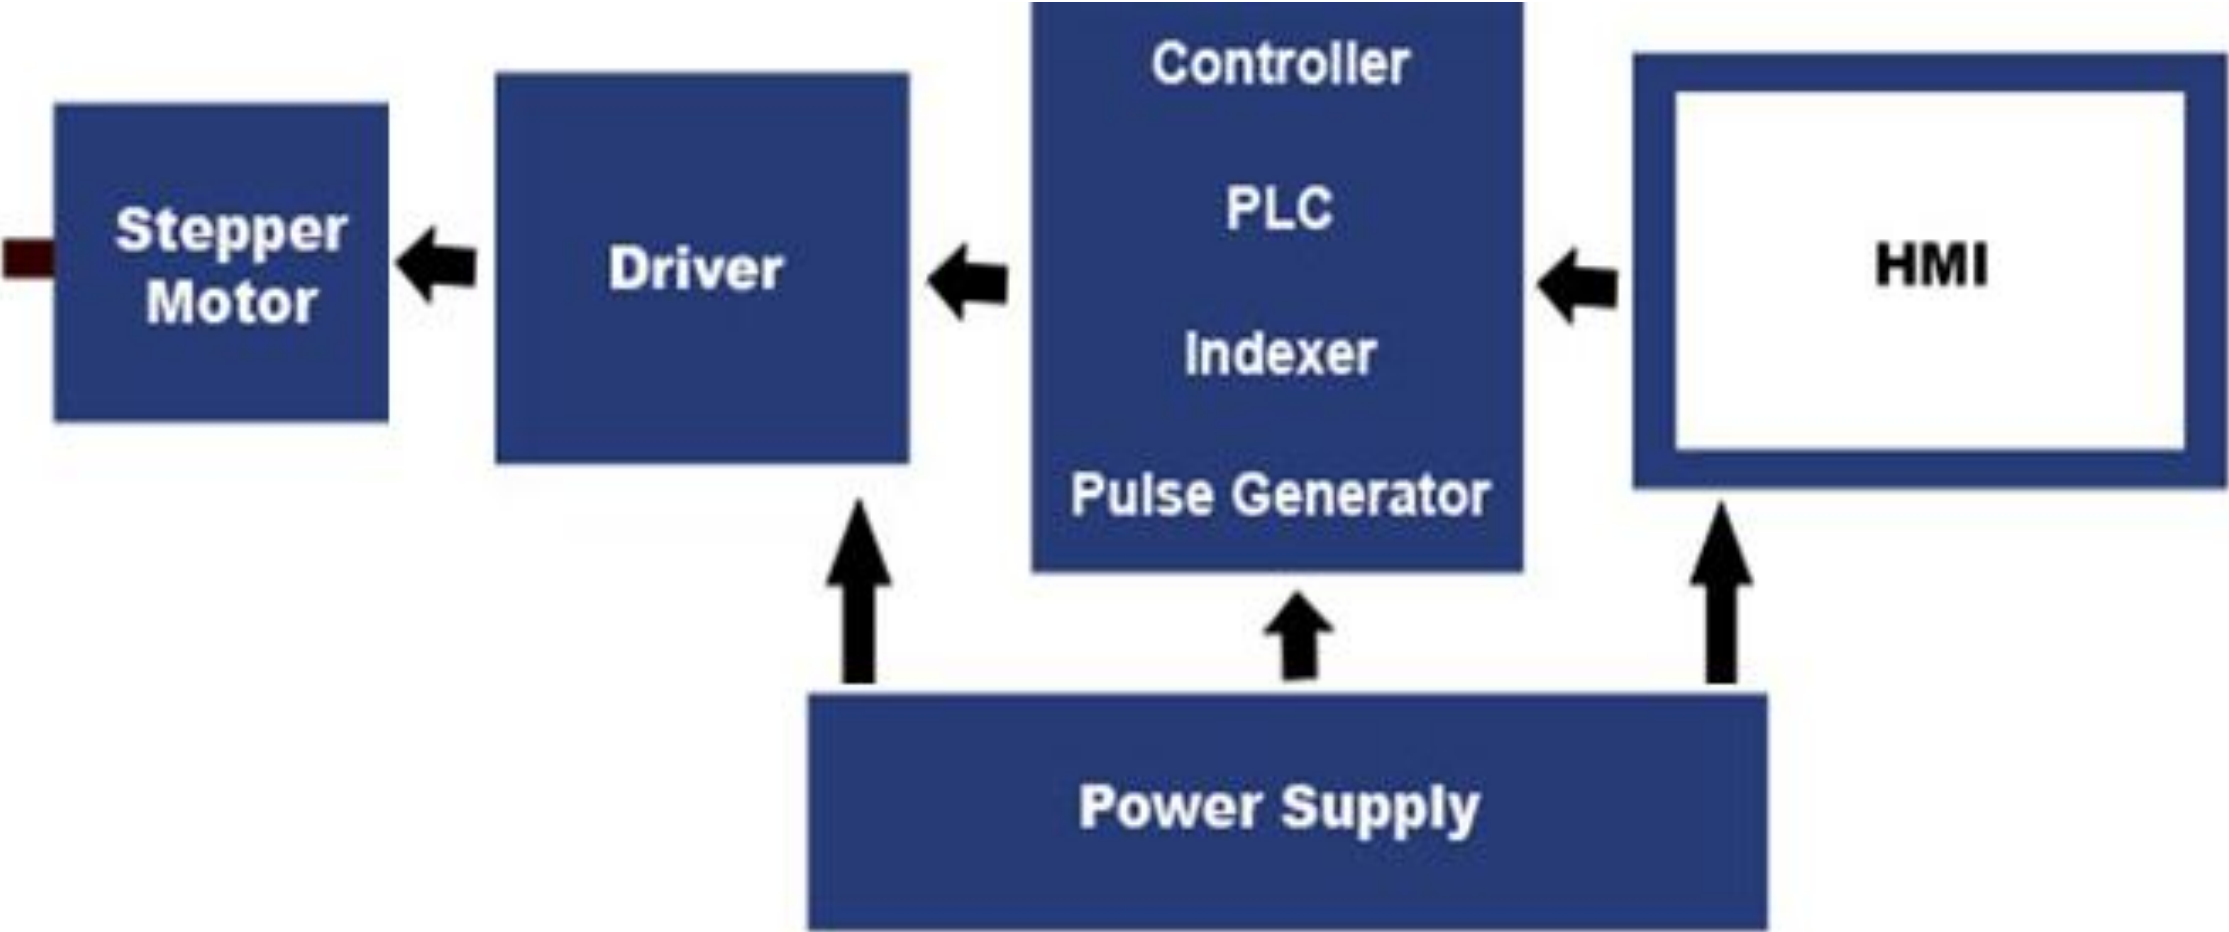 Stepper
Motor
Driver
Controller
PLC
Indexer
Pulse Generator
HMI
Power Supply